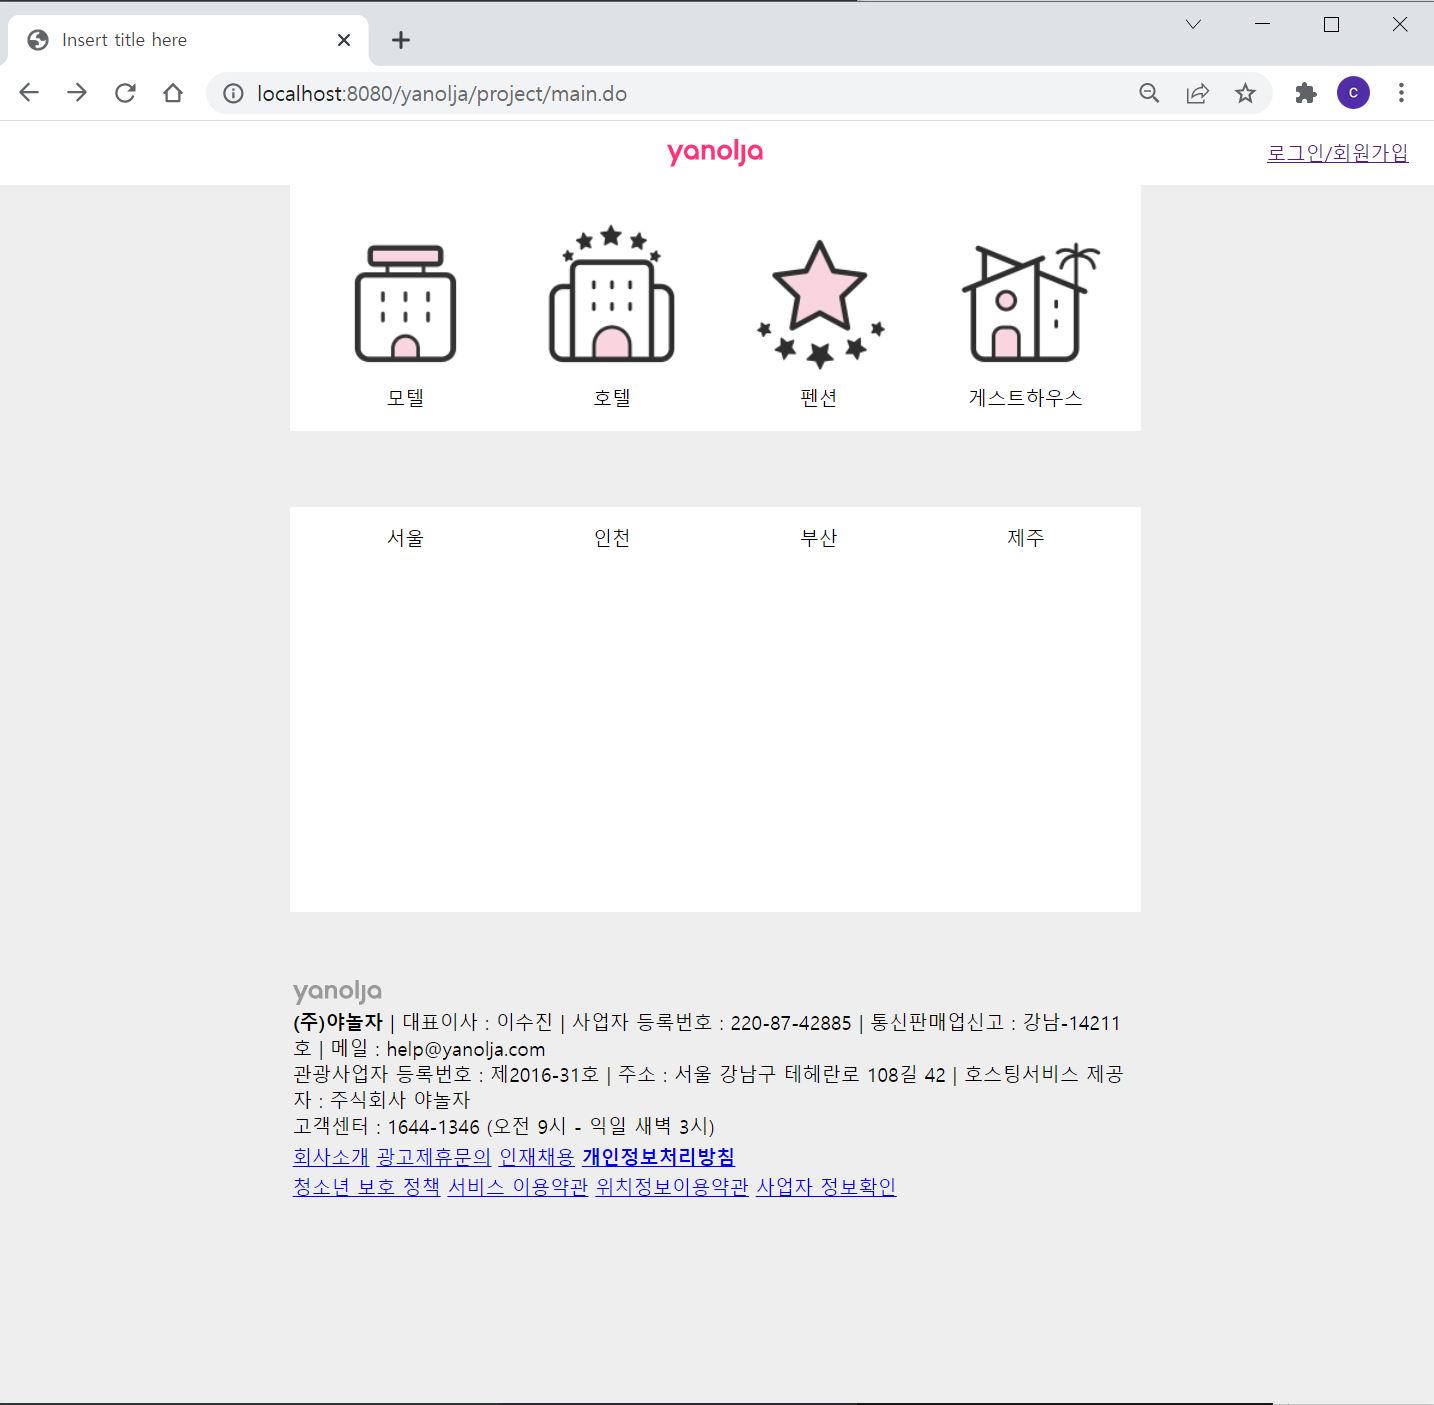 Insert title here
localhost:8080/yanolja/project/main.do
c
yanolja
로그인/회원가입
모텔 호텔 펜션 게스트하우스
서울 인천 부산 제주
yanolja
(주)야놀자 | 대표이사 : 이수진 | 사업자 등록번호 : 220-87-42885 | 통신판매업신고 : 강남-14211
호 | 메일 : help@yanolja.com
관광사업자 등록번호 : 제2016-31호 | 주소 : 서울 강남구 테헤란로 108길 42 | 호스팅서비스 제공
자 : 주식회사 야놀자
고객센터 : 1644-1346 (오전 9시 - 익일 새벽 3시)
회사소개 광고제휴문의 인재채용 개인정보처리방침
청소년 보호 정책 서비스 이용약관 위치정보이용약관 사업자 정보확인